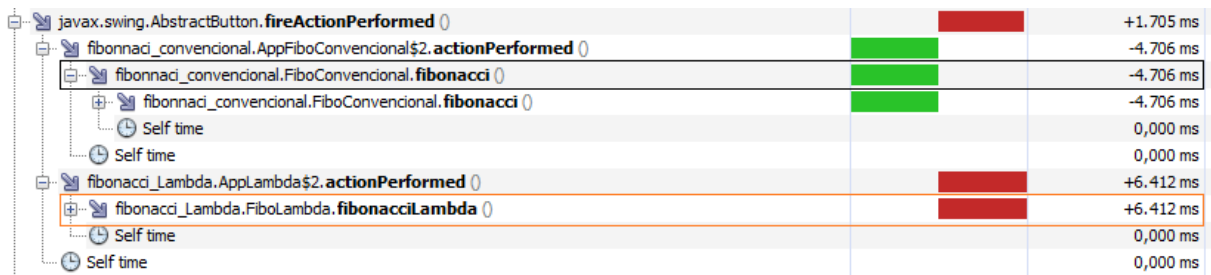 javax.swing.AbstractButton.fireActionPerformed () +1.705 ms
fibonnaci_convencional.AppFiboConvencional$2.actionPerformed () -4.706 ms
fibonnaci_convencional.FiboConvencional.fibonacci () -4.706 ms
fibonnaci_convencional.FiboConvencional.fibonacci () -4.706 ms
Self time 0,000 ms
Self time 0,000 ms
fibonacci_Lambda.AppLambda$2.actionPerformed () +6.412 ms
fibonacci_Lambda.FiboLambda.fibonacciLambda () +6.412 ms
Self time 0,000 ms
Self time 0,000 ms